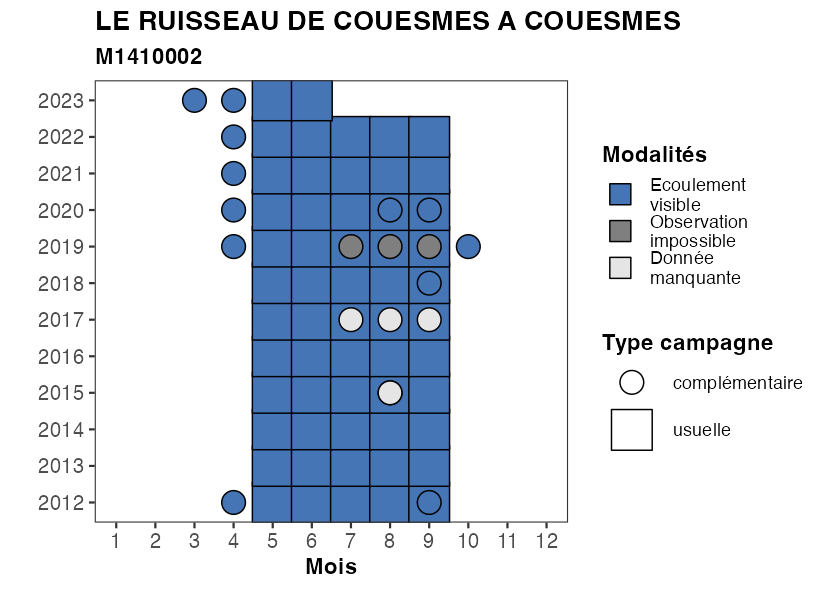 LE RUISSEAU DE COUESMES A COUESMES
M1410002
2023
2022
2021
2020
2019
2018
2017
2016
2015
2014
2013
2012
1 2 3 4 5 6 7 8 9 10 11 12
Mois
Modalités
Ecoulement
visible
Observation
impossible
Donnée
manquante
Type campagne
complémentaire
usuelle